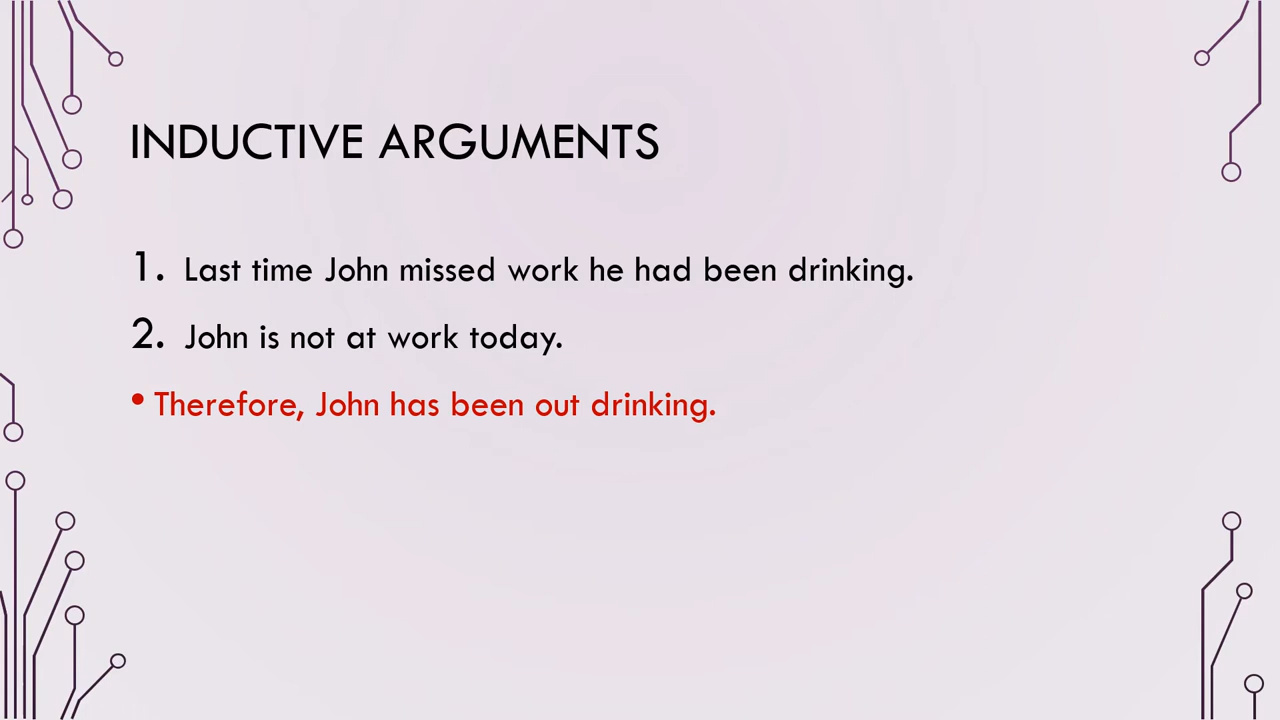 INDUCTIVE ARGUMENTS
1. Last time John missed work he had been drinking.
2. John is not at work today.
• Therefore, John has been out drinking.